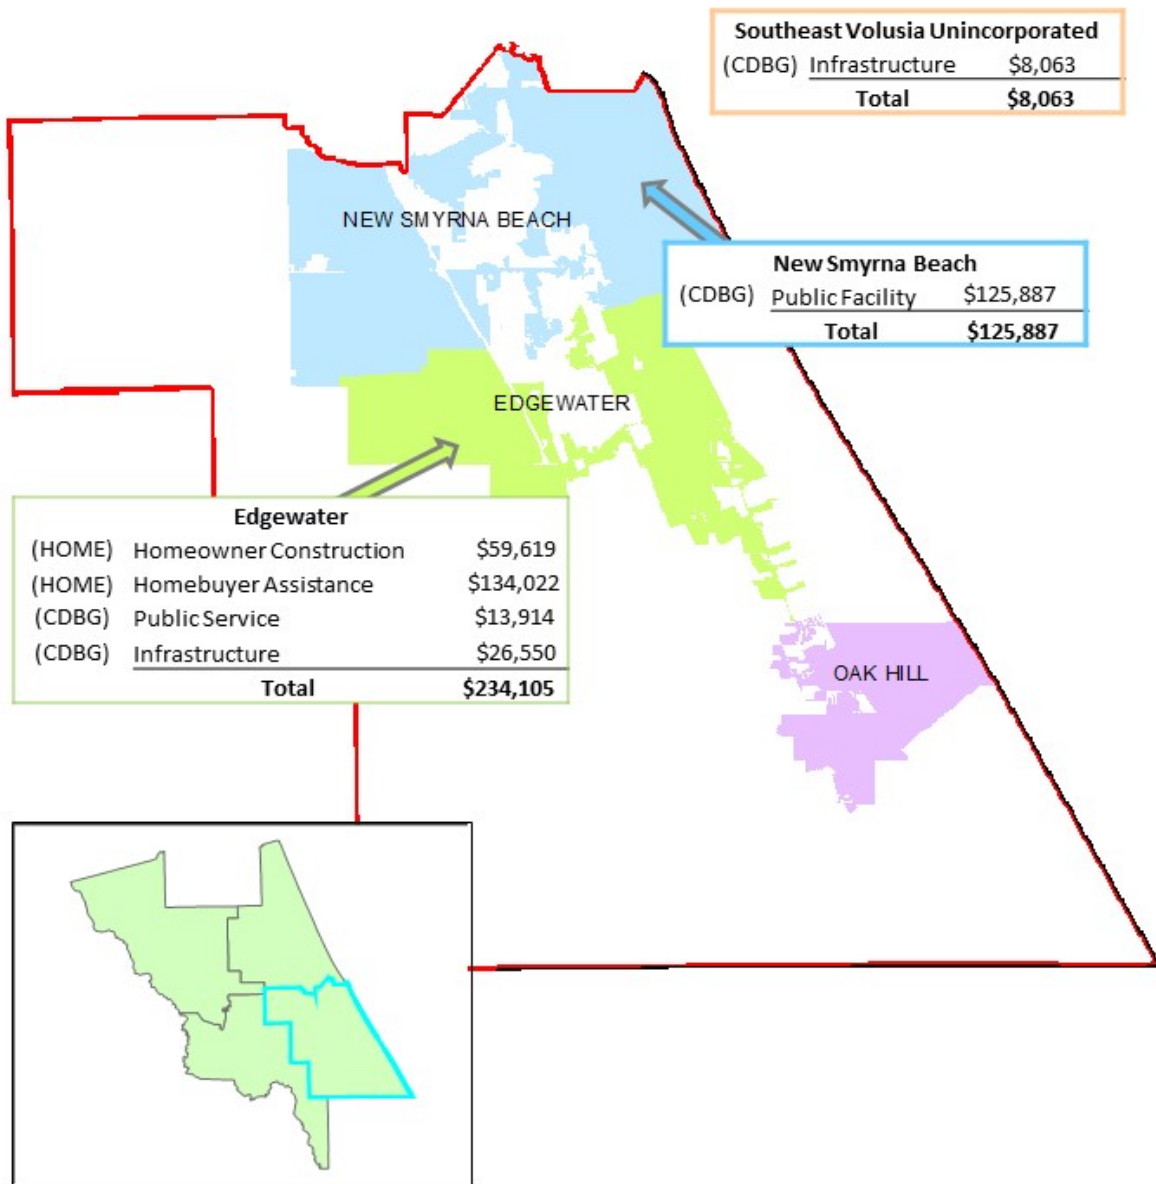 Southeast Volusia Unincorporated
(CDBG) Infrastructure $8,063
Total $8,063
NEW SMYRNA BEACH
New Smyrna Beach
(CDBG) Public Facility $125,887
Total $125,887
EDGEWATER
Edgewater
(HOME) Homeowner Construction $59,619
(HOME) Homebuyer Assistance $134,022
(CDBG) Public Service $13,914
(CDBG) Infrastructure $26,550
Total $234,105
OAK HILL